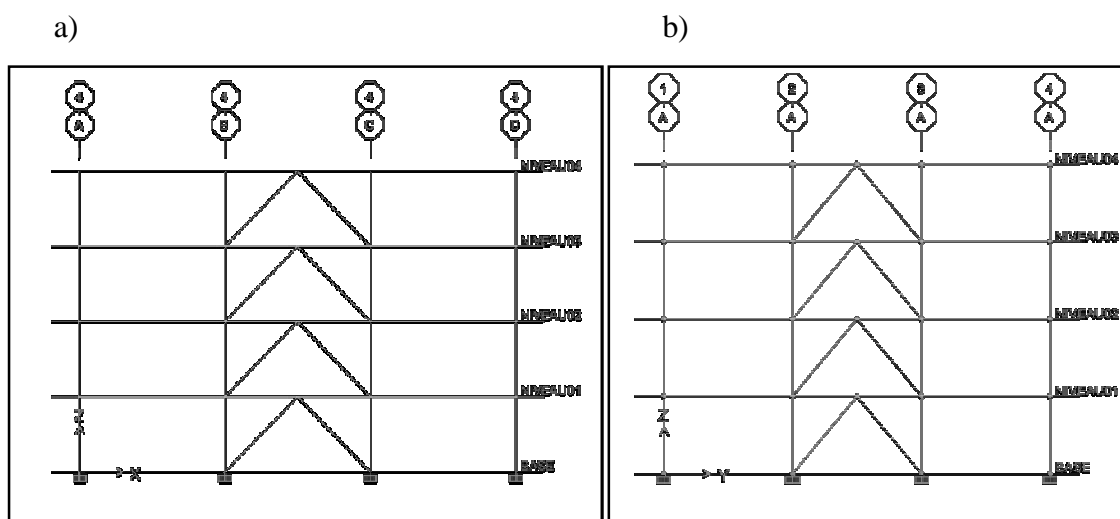 a) b)
4 4 4 4
A B C D
1 2 3 4
A A A A
NIVEAU04
NIVEAU03
NIVEAU02
NIVEAU01
BASE
Z
X
NIVEAU04
NIVEAU03
NIVEAU02
NIVEAU01
BASE
Z
Y